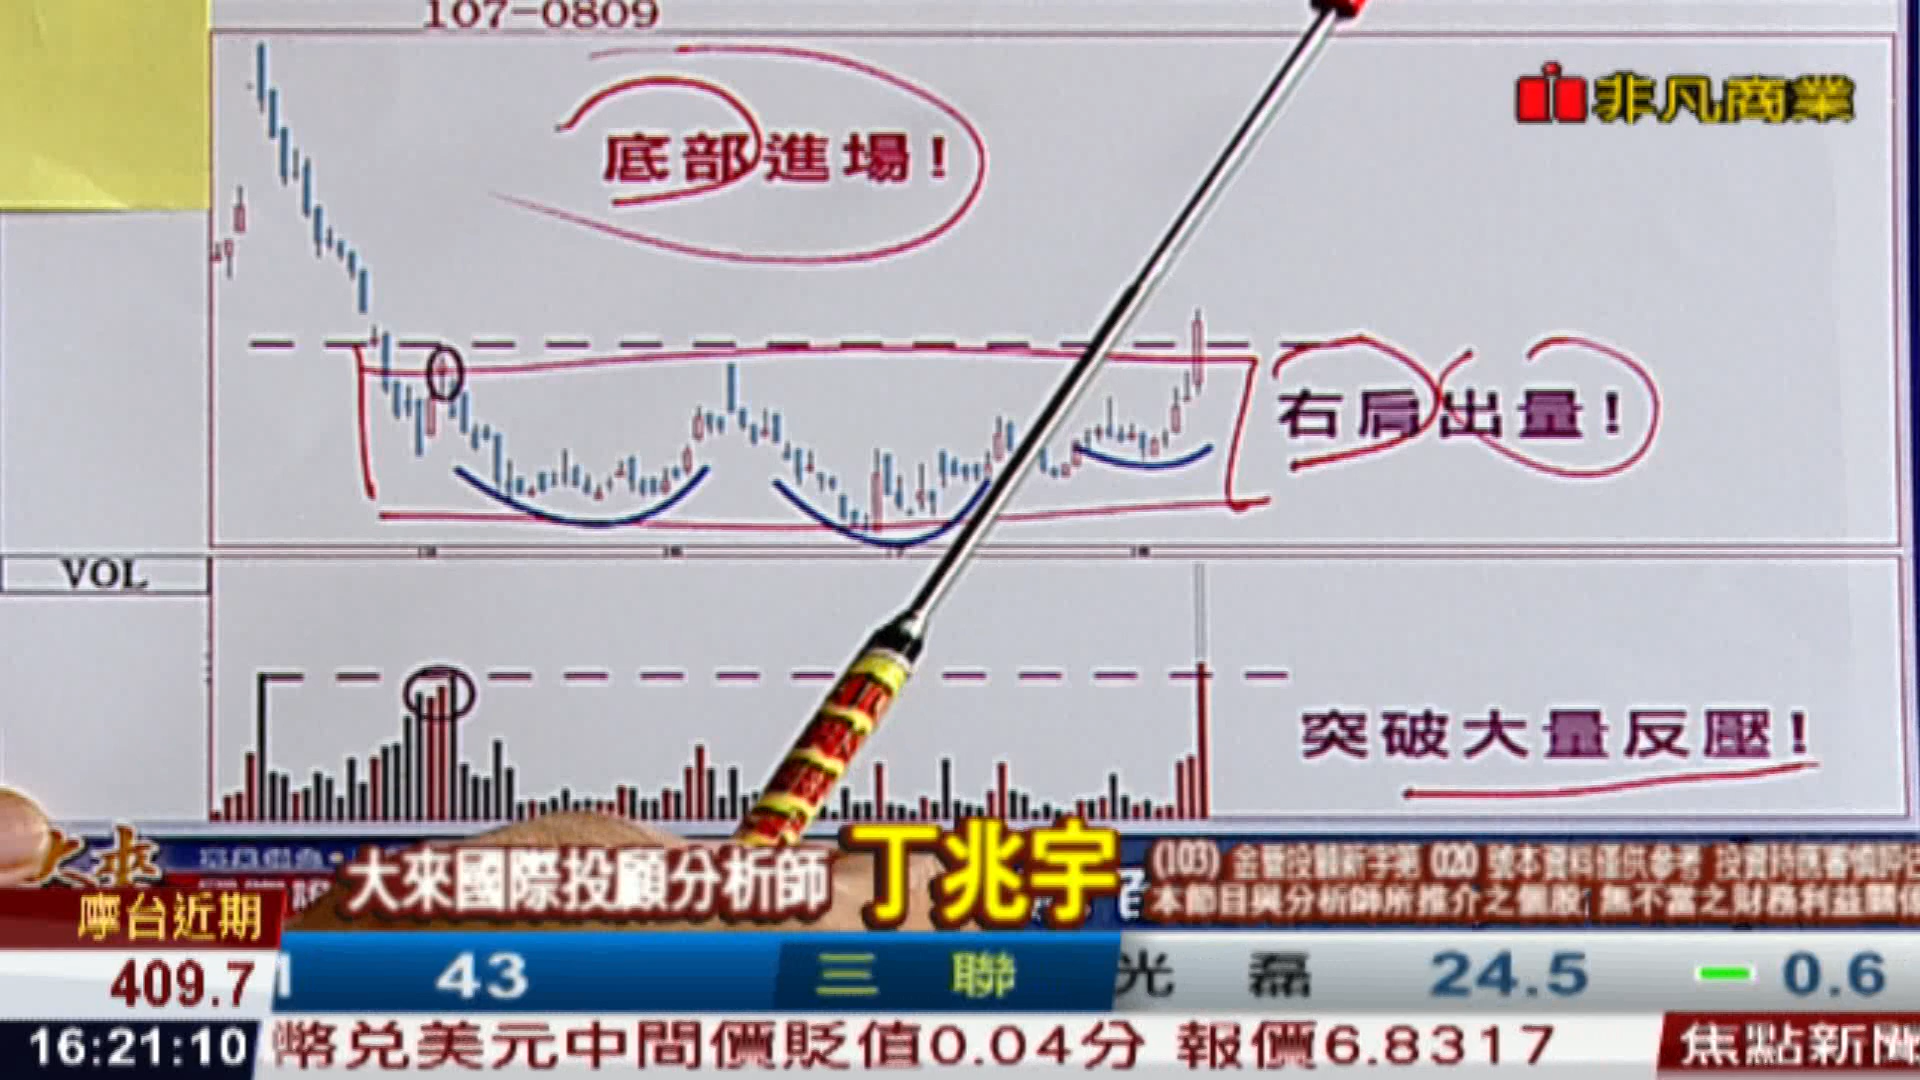 107-0809
非凡商業
底部進場！
右肩出量！
VOL
突破大量反壓！
大來
大來國際投顧分析師 丁兆宇
(103) 金管投顧新字第 020 號本資料僅供參考 投資時應審慎評估
本節目與分析師所推介之個股 無不當之財務利益關係
摩台近期
409.7
43 三聯 光磊 24.5 0.6
16:21:10
幣兌美元中間價貶值0.04分 報價6.8317
焦點新聞